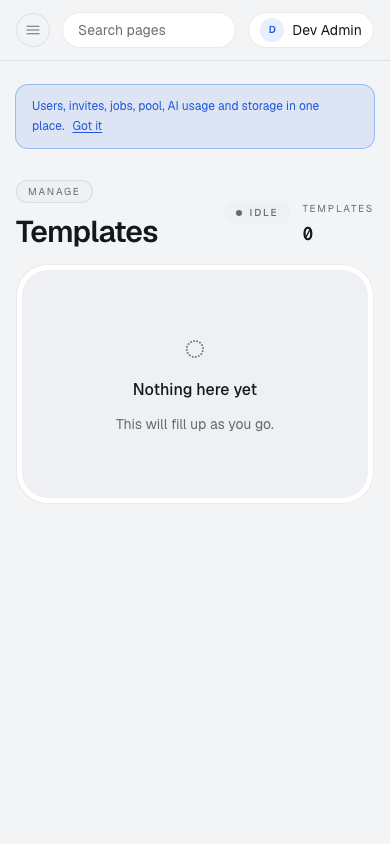 Search pages
D
Dev Admin
Users, invites, jobs, pool, AI usage and storage in one
place. Got it
MANAGE
Templates
IDLE
TEMPLATES
0
Nothing here yet
This will fill up as you go.